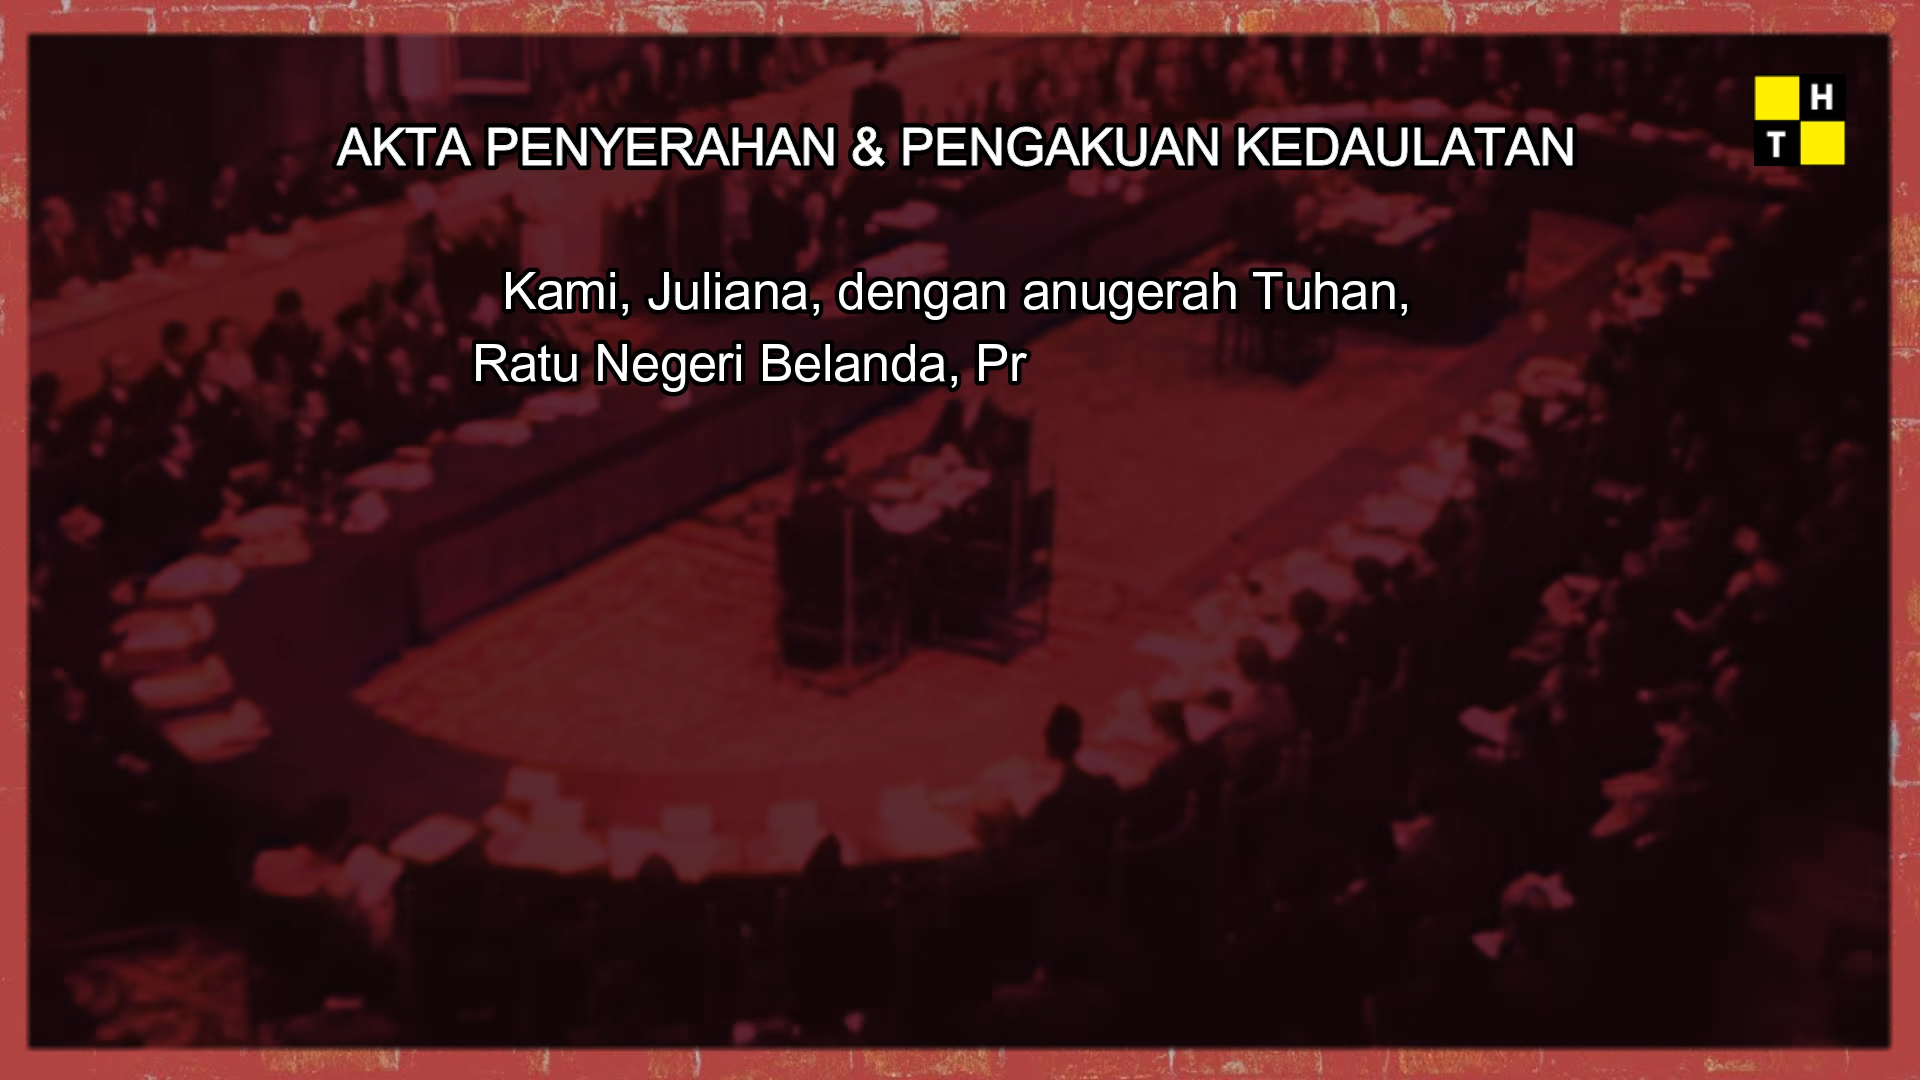 H
T
AKTA PENYERAHAN & PENGAKUAN KEDAULATAN
Kami, Juliana, dengan anugerah Tuhan,
Ratu Negeri Belanda, Pr